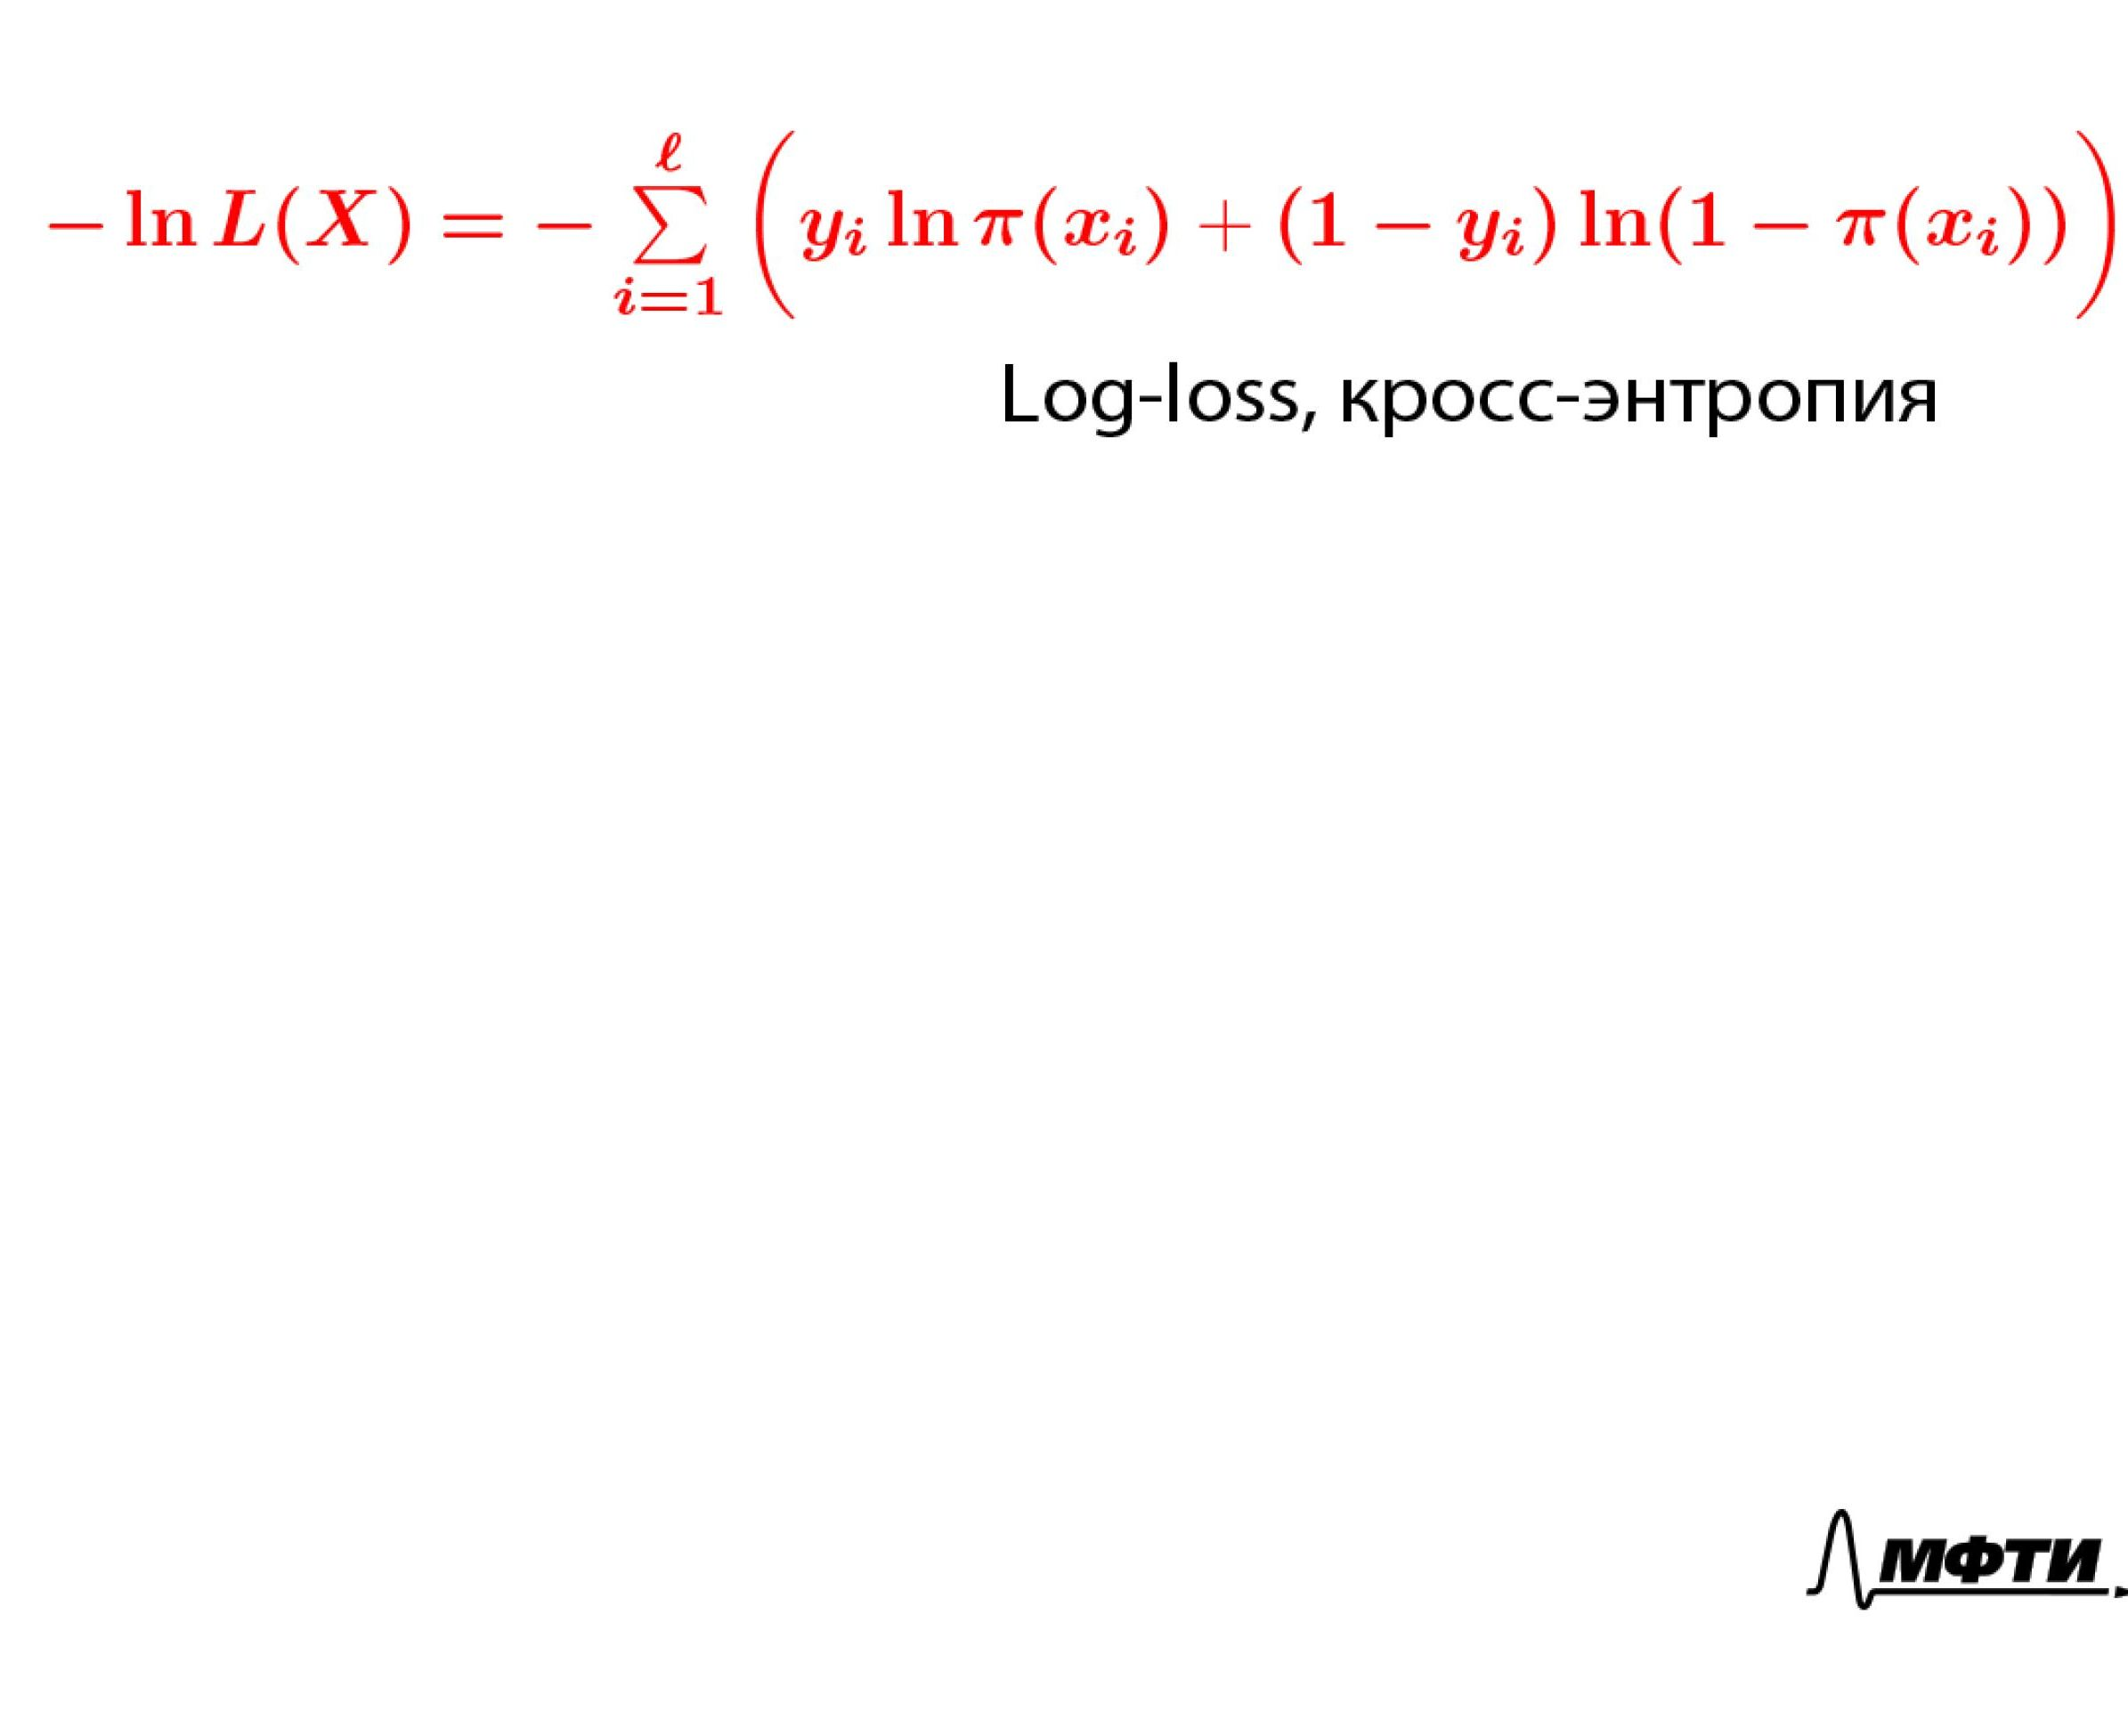 − ln L(X) = − ∑_{i=1}^{ℓ} ( y_i ln π(x_i) + (1 − y_i) ln(1 − π(x_i)) )
Log-loss, кросс-энтропия
МФТИ